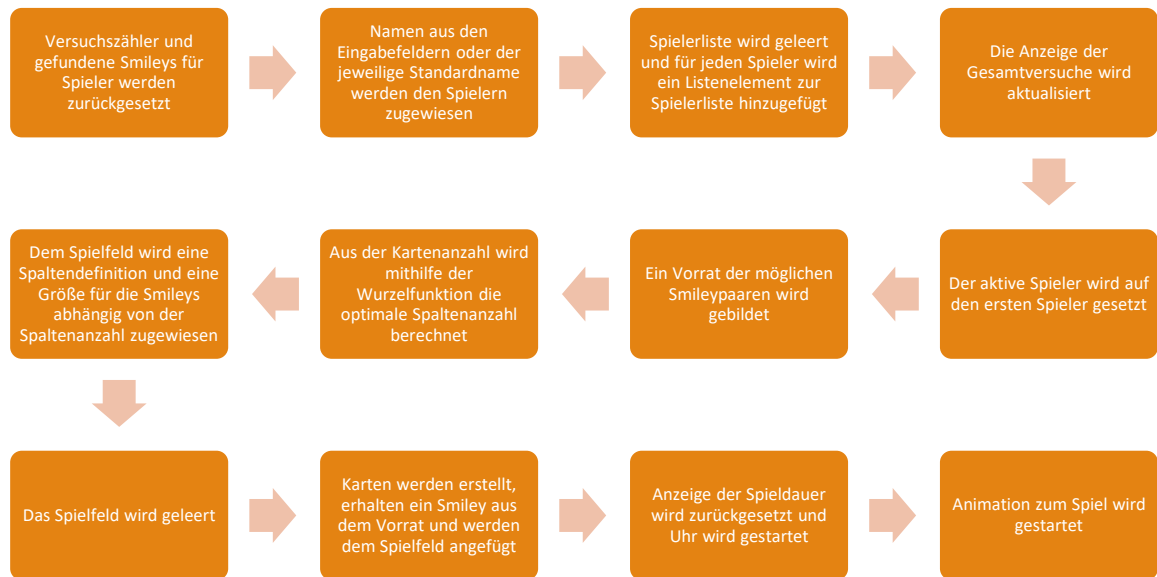 Versuchszähler und
gefundene Smileys für
Spieler werden
zurückgesetzt
Namen aus den
Eingabefeldern oder der
jeweilige Standardname
werden den Spielern
zugewiesen
Spielerliste wird geleert
und für jeden Spieler wird
ein Listenelement zur
Spielerliste hinzugefügt
Die Anzeige der
Gesamtversuche wird
aktualisiert
Der aktive Spieler wird auf
den ersten Spieler gesetzt
Ein Vorrat der möglichen
Smileypaaren wird
gebildet
Aus der Kartenanzahl wird
mithilfe der
Wurzelfunktion die
optimale Spaltenanzahl
berechnet
Dem Spielfeld wird eine
Spaltendefinition und eine
Größe für die Smileys
abhängig von der
Spaltenanzahl zugewiesen
Das Spielfeld wird geleert
Karten werden erstellt,
erhalten ein Smiley aus
dem Vorrat und werden
dem Spielfeld angefügt
Anzeige der Spieldauer
wird zurückgesetzt und
Uhr wird gestartet
Animation zum Spiel wird
gestartet